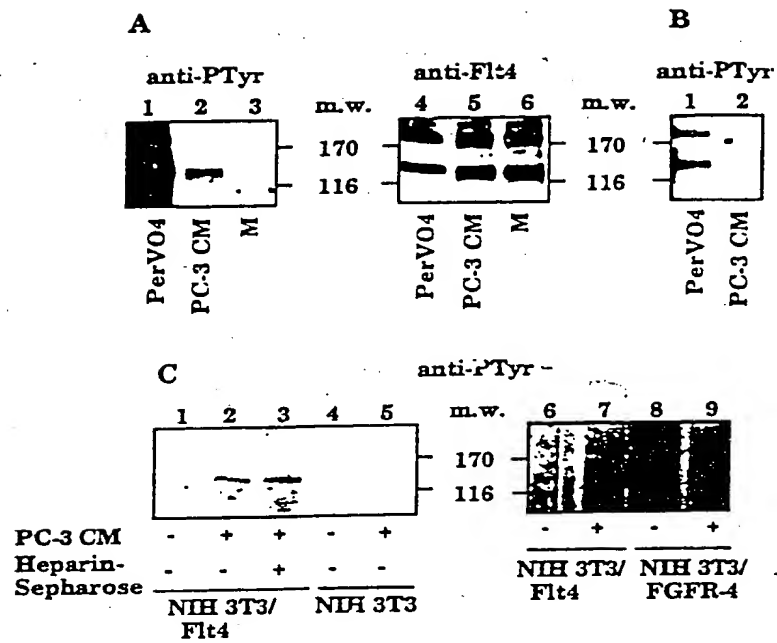 A
B
anti-PTyr
anti-Flt4
anti-PTyr
1 2 3
m.w.
4 5 6
1 2
170
170
116
116
PerVO4
PC-3 CM
M
PerVO4
PC-3 CM
M
PerVO4
PC-3 CM
C
anti-PTyr
1 2 3 4 5
m.w.
6 7 8 9
170
116
PC-3 CM - + + - +
- + - +
Heparin-
Sepharose - - + - -
NIH 3T3/
Flt4
NIH 3T3
NIH 3T3/
Flt4
NIH 3T3/
FGFR-4